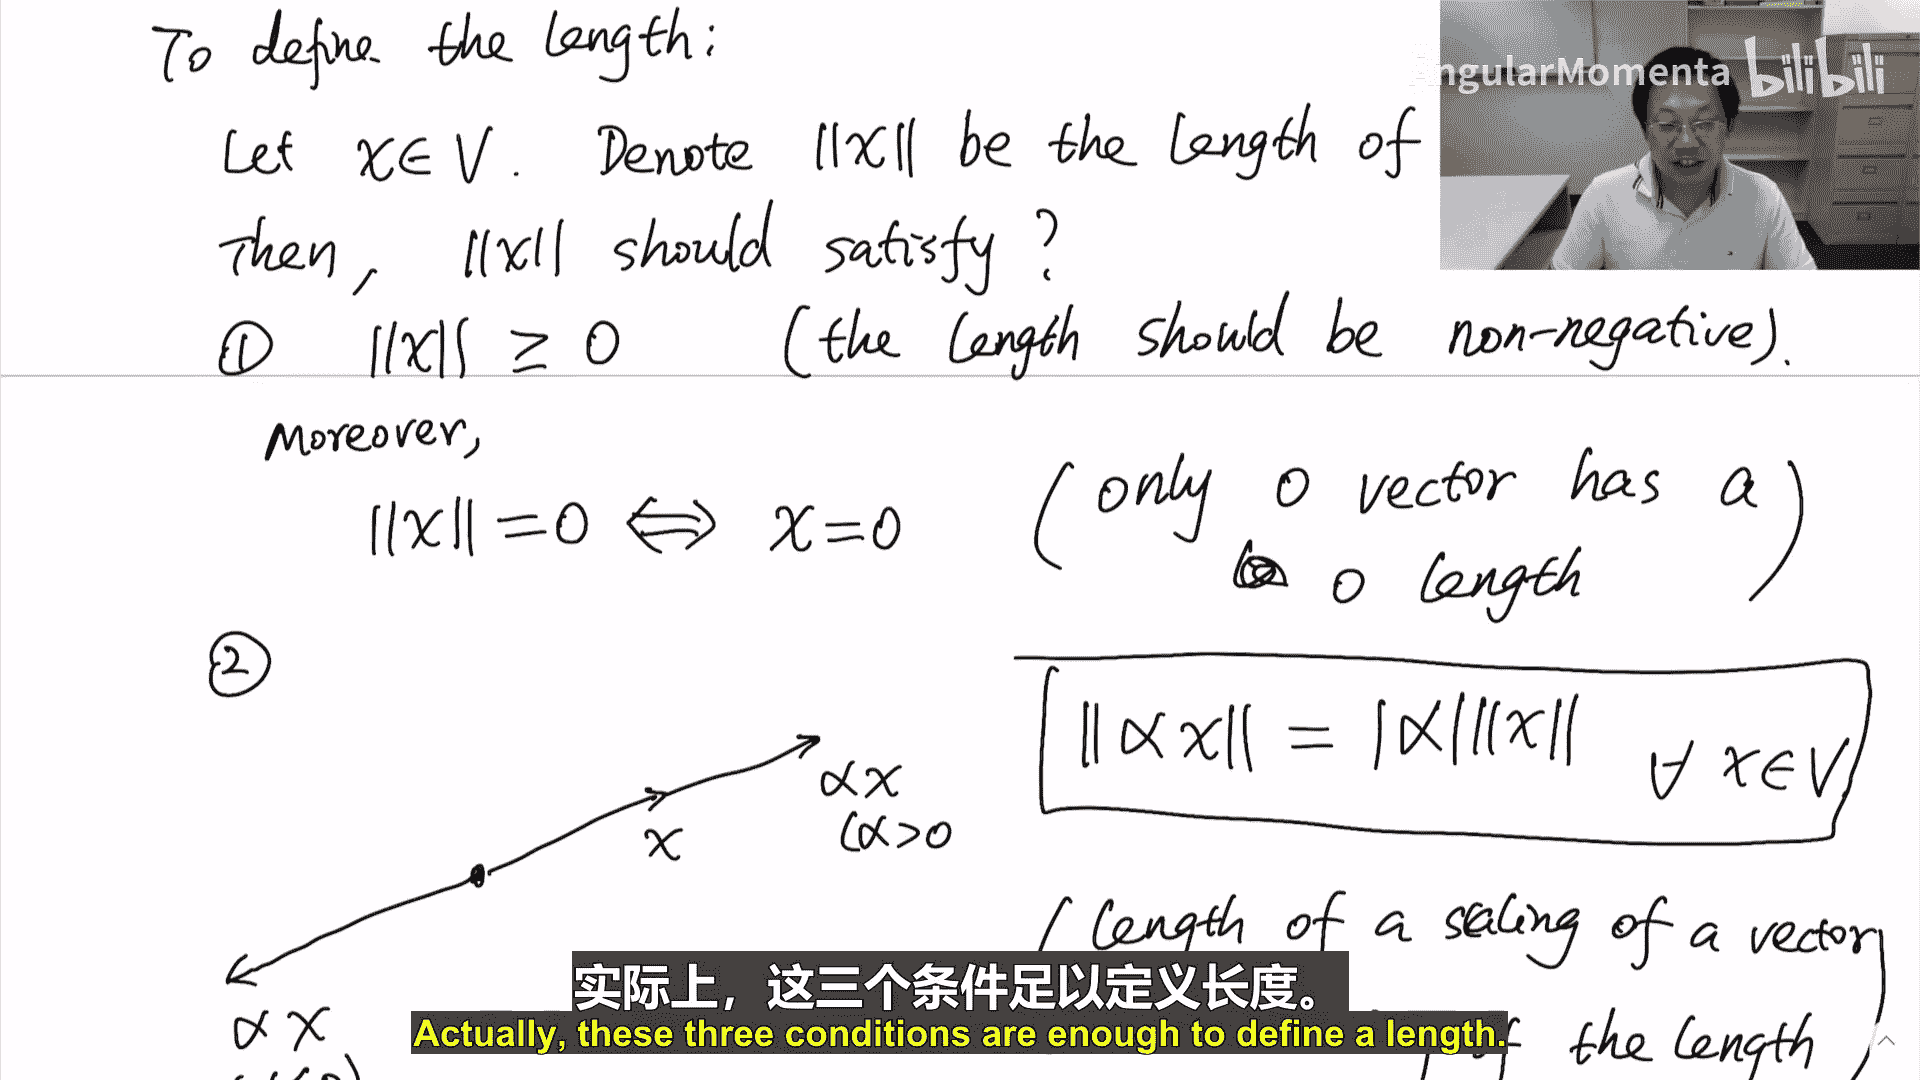 To define the length:
ngularMomenta bilibili
Let x∈V. Denote ||x|| be the length of
Then, ||x|| should satisfy?
① ||x|| ≥ 0 (the length should be non-negative).
Moreover,
||x|| = 0 ⟺ x=0 (only 0 vector has a
0 length)
②
||αx|| = |α| ||x|| ∀ x∈V
αx
(α>0
x
(length of a scaling of a vector
αx
of the length
实际上，这三个条件足以定义长度。
Actually, these three conditions are enough to define a length.